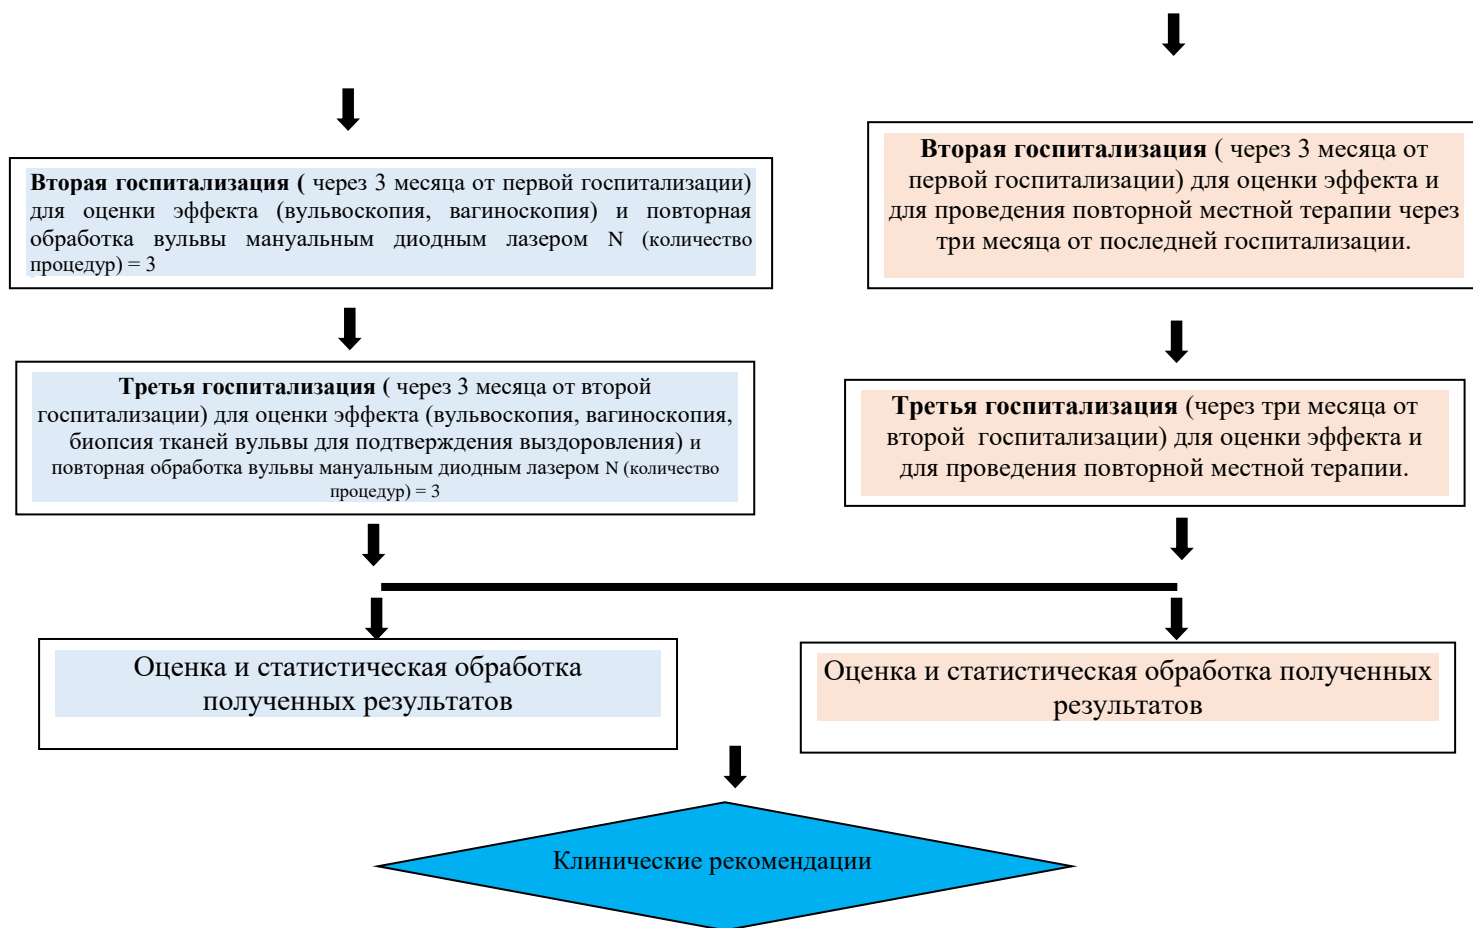 Вторая госпитализация ( через 3 месяца от первой госпитализации)
для оценки эффекта (вульвоскопия, вагиноскопия) и повторная
обработка вульвы мануальным диодным лазером N (количество
процедур) = 3
Вторая госпитализация ( через 3 месяца от
первой госпитализации) для оценки эффекта и
для проведения повторной местной терапии через
три месяца от последней госпитализации.
Третья госпитализация ( через 3 месяца от второй
госпитализации) для оценки эффекта (вульвоскопия, вагиноскопия,
биопсия тканей вульвы для подтверждения выздоровления) и
повторная обработка вульвы мануальным диодным лазером N (количество
процедур) = 3
Третья госпитализация (через три месяца от
второй госпитализации) для оценки эффекта и
для проведения повторной местной терапии.
Оценка и статистическая обработка
полученных результатов
Оценка и статистическая обработка полученных
результатов
Клинические рекомендации